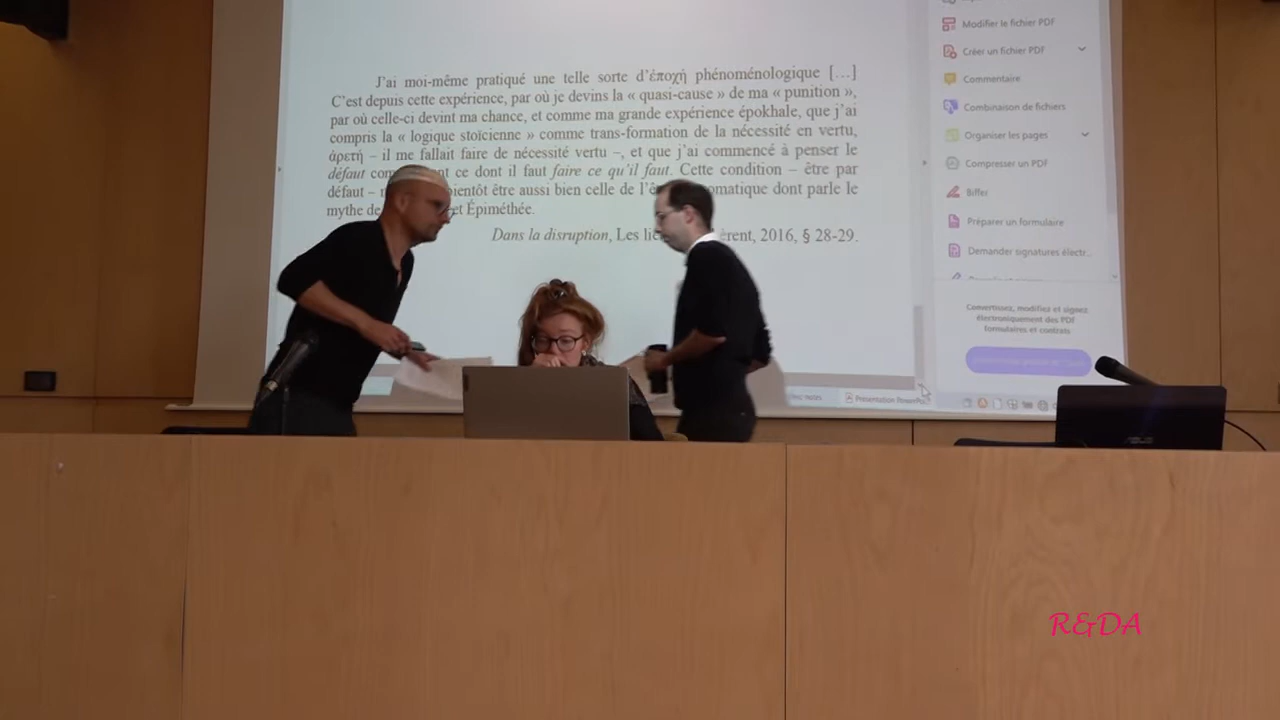 J'ai moi-même pratiqué une telle sorte d'ἐποχή phénoménologique […]
C'est depuis cette expérience, par où je devins la « quasi-cause » de ma « punition »,
par où celle-ci devint ma chance, et comme ma grande expérience épokhale, que j'ai
compris la « logique stoïcienne » comme trans-formation de la nécessité en vertu,
ἀρετή – il me fallait faire de nécessité vertu –, et que j'ai commencé à penser le
défaut ce dont il faut faire ce qu'il faut. Cette condition – être par
défaut – bientôt être aussi bien celle de dont parle le
mythe de et Épiméthée.
Dans la disruption, Les 2016, § 28-29.
Modifier le fichier PDF
Créer un fichier PDF
Commentaire
Combinaison de fichiers
Organiser les pages
Compresser un PDF
Biffer
Préparer un formulaire
Demander signatures électr...
Convertissez, modifiez et signez
électroniquement des PDF
formulaires et contrats
Présentation
ASUS
R&DA